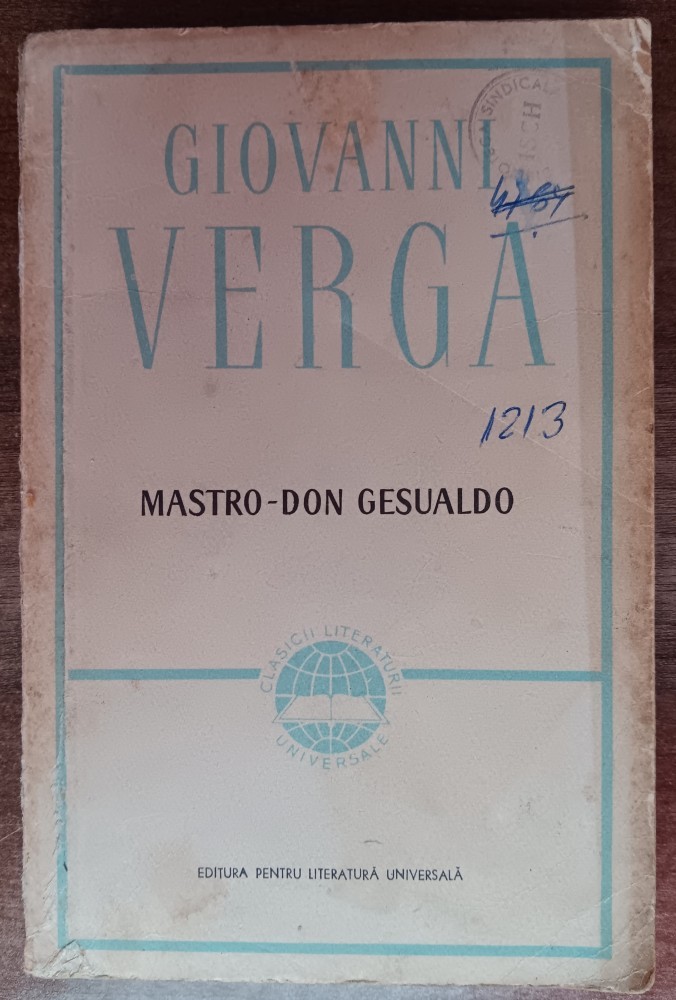 GIOVANNI
VERGA
1213
MASTRO-DON GESUALDO
CLASICII LITERATURII
UNIVERSALE
EDITURA PENTRU LITERATURĂ UNIVERSALĂ